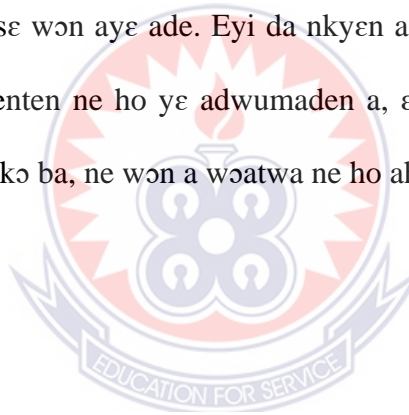 sɛ wɔn ayɛ ade. Eyi da nkyɛn a
enten ne ho yɛ adwumaden a, ɛ
kɔ ba, ne wɔn a wɔatwa ne ho al
EDUCATION FOR SERVICE